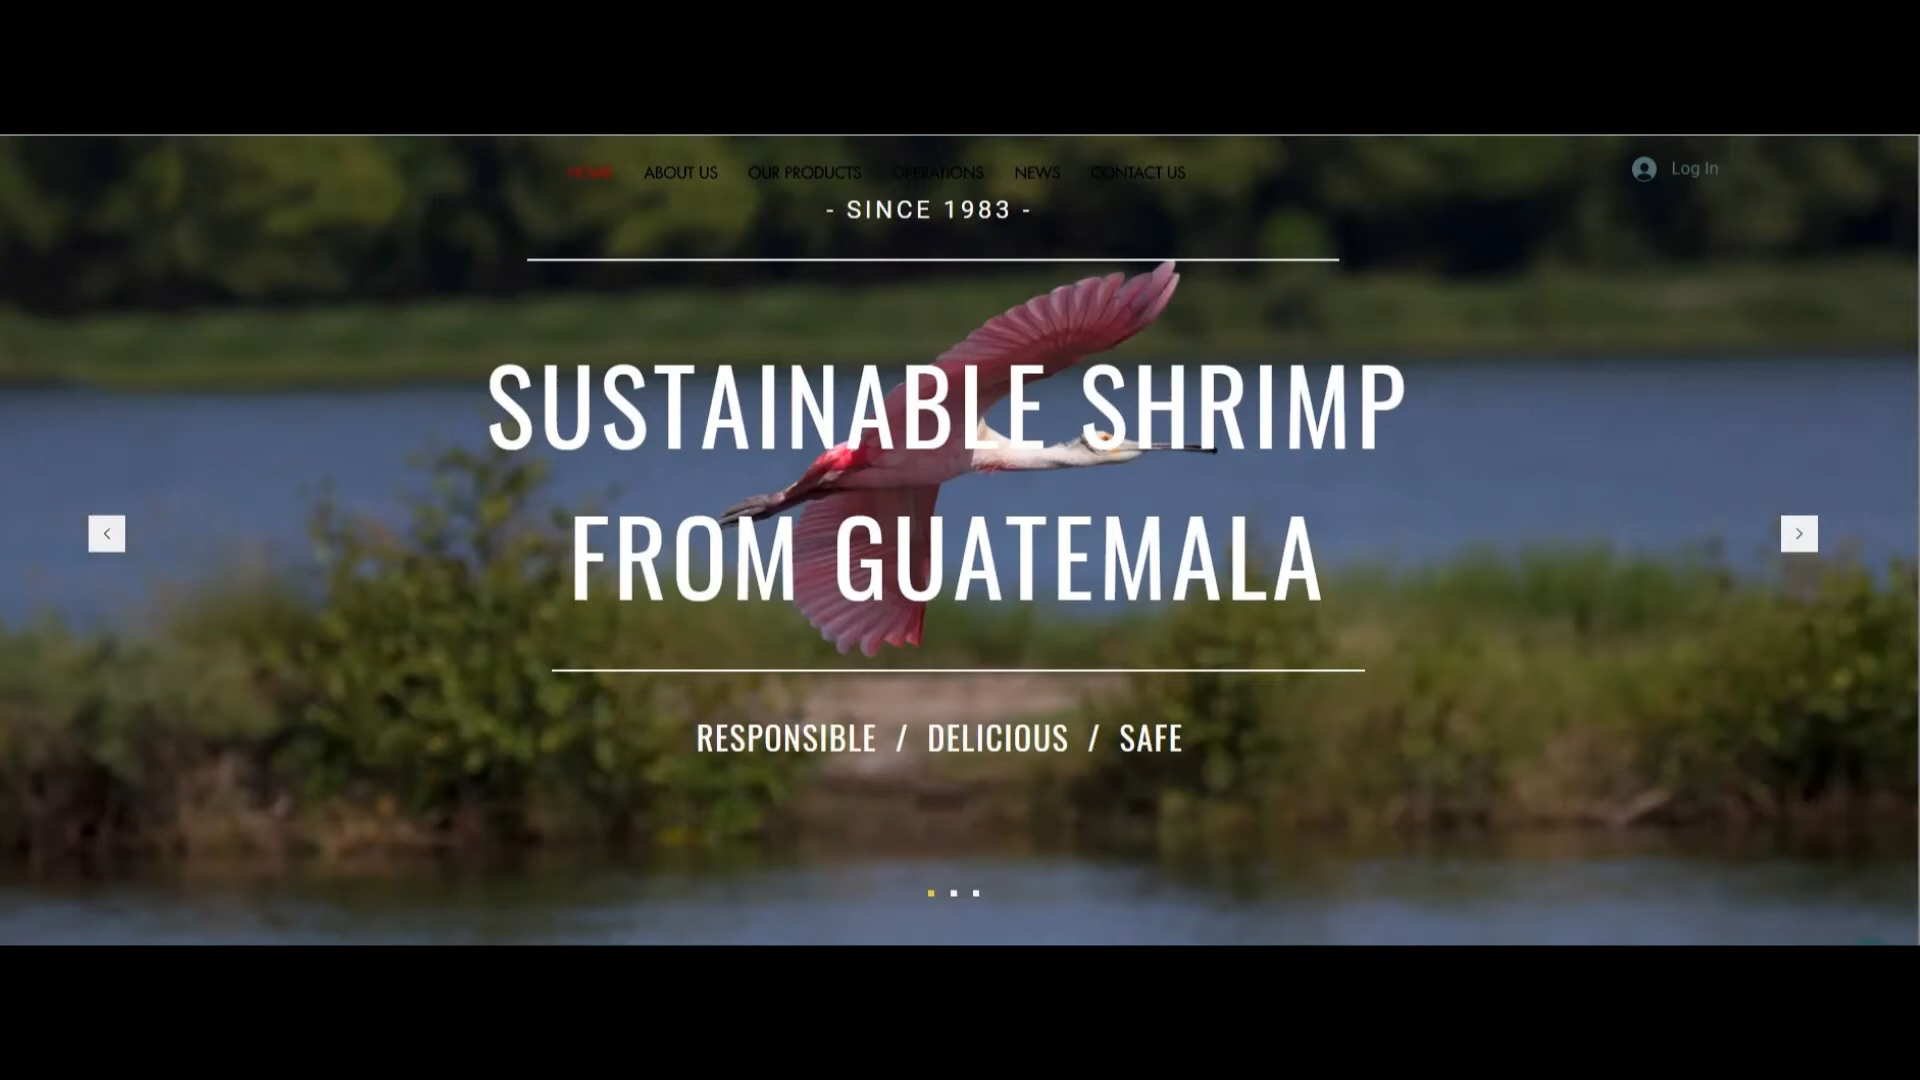 HOME ABOUT US OUR PRODUCTS OPERATIONS NEWS CONTACT US Log In
- SINCE 1983 -
SUSTAINABLE SHRIMP
FROM GUATEMALA
RESPONSIBLE / DELICIOUS / SAFE